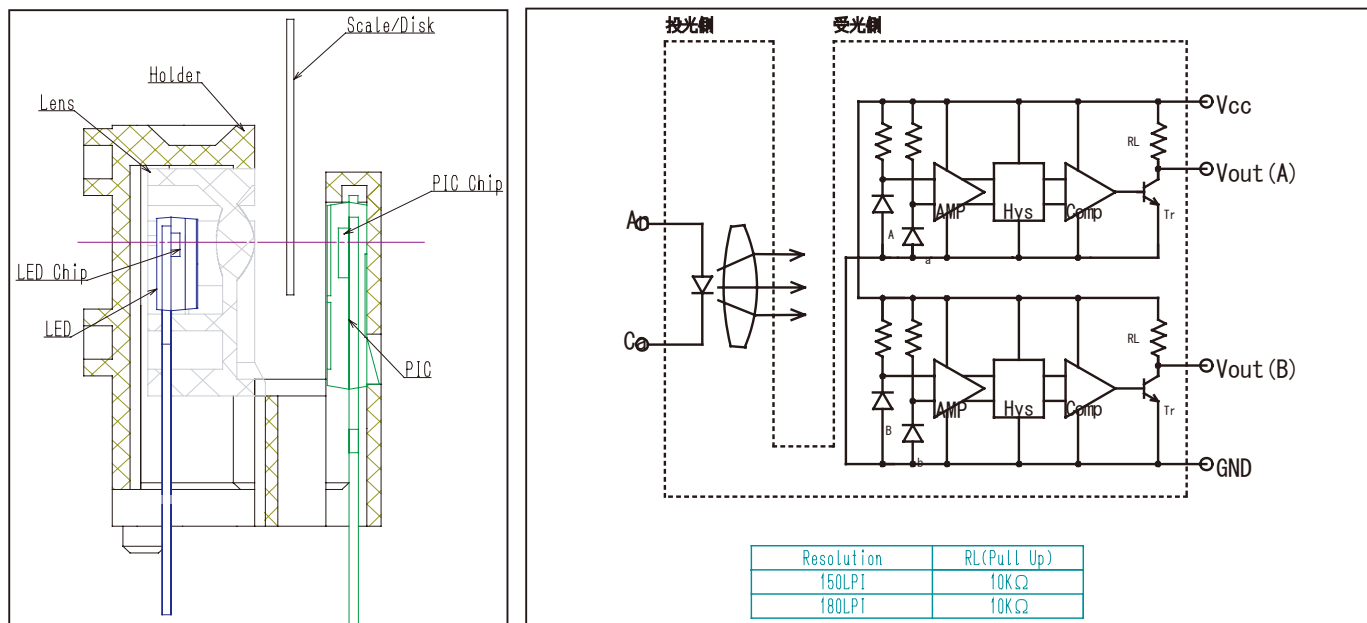 Scale/Disk
Holder
Lens
PIC Chip
LED Chip
LED
PIC
投光側
受光側
Vcc
RL
Vout(A)
An
AMP
Hys
Comp
Tr
A
a
Ca
RL
Vout(B)
AMP
Hys
Comp
Tr
B
b
GND
Resolution RL(Pull Up)
150LPI 10KΩ
180LPI 10KΩ